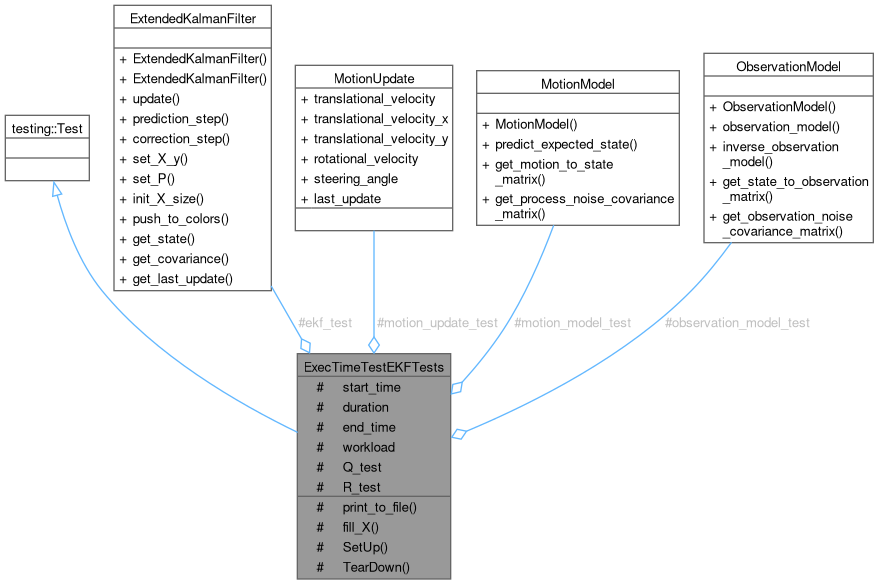 ExtendedKalmanFilter
+ ExtendedKalmanFilter()
+ ExtendedKalmanFilter()
+ update()
+ prediction_step()
+ correction_step()
+ set_X_y()
+ set_P()
+ init_X_size()
+ push_to_colors()
+ get_state()
+ get_covariance()
+ get_last_update()
testing::Test
MotionUpdate
+ translational_velocity
+ translational_velocity_x
+ translational_velocity_y
+ rotational_velocity
+ steering_angle
+ last_update
MotionModel
+ MotionModel()
+ predict_expected_state()
+ get_motion_to_state
_matrix()
+ get_process_noise_covariance
_matrix()
ObservationModel
+ ObservationModel()
+ observation_model()
+ inverse_observation
_model()
+ get_state_to_observation
_matrix()
+ get_observation_noise
_covariance_matrix()
#ekf_test
#motion_update_test
#motion_model_test
#observation_model_test
ExecTimeTestEKFTests
# start_time
# duration
# end_time
# workload
# Q_test
# R_test
# print_to_file()
# fill_X()
# SetUp()
# TearDown()